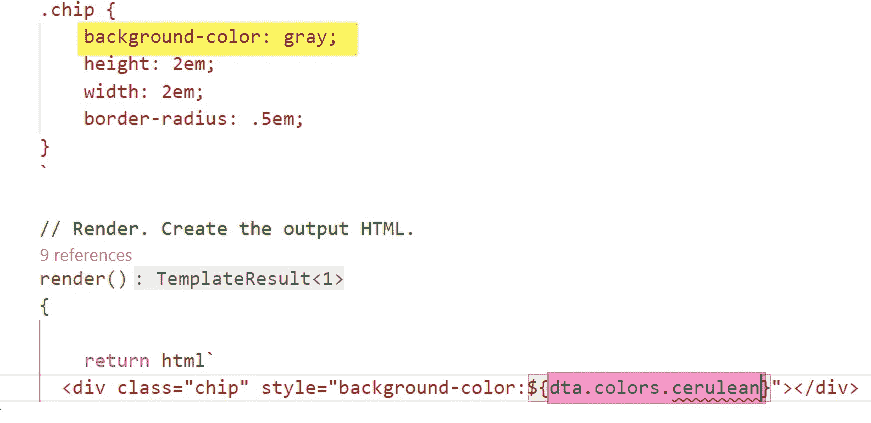 .chip {
background-color: gray;
height: 2em;
width: 2em;
border-radius: .5em;
}
`
// Render. Create the output HTML.
9 references
render() : TemplateResult<1>
{
return html`
<div class="chip" style="background-color:${dta.colors.cerulean}"></div>